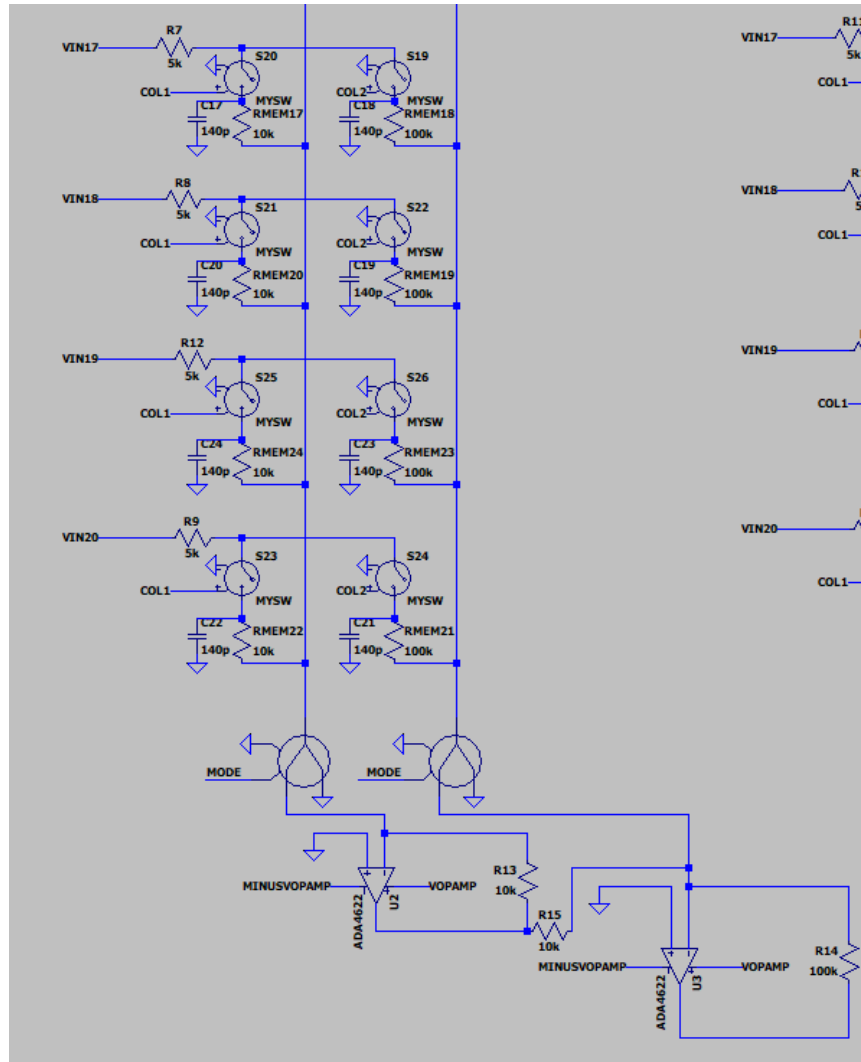 R7
VIN17
5k
S20
S19
COL1
COL2
MYSW
MYSW
C17
RMEM17
C18
RMEM18
140p
10k
140p
100k
R8
VIN18
5k
S21
S22
COL1
COL2
MYSW
MYSW
C20
RMEM20
C19
RMEM19
140p
10k
140p
100k
R12
VIN19
5k
S25
S26
COL1
COL2
MYSW
MYSW
C24
RMEM24
C23
RMEM23
140p
10k
140p
100k
R9
VIN20
5k
S23
S24
COL1
COL2
MYSW
MYSW
C22
RMEM22
C21
RMEM21
140p
10k
140p
100k
MODE
MODE
R13
10k
MINUSVOPAMP
VOPAMP
ADA4622
U2
R15
10k
MINUSVOPAMP
VOPAMP
ADA4622
U3
R14
100k
R11
VIN17
5k
COL1
VIN18
COL1
VIN19
COL1
VIN20
COL1